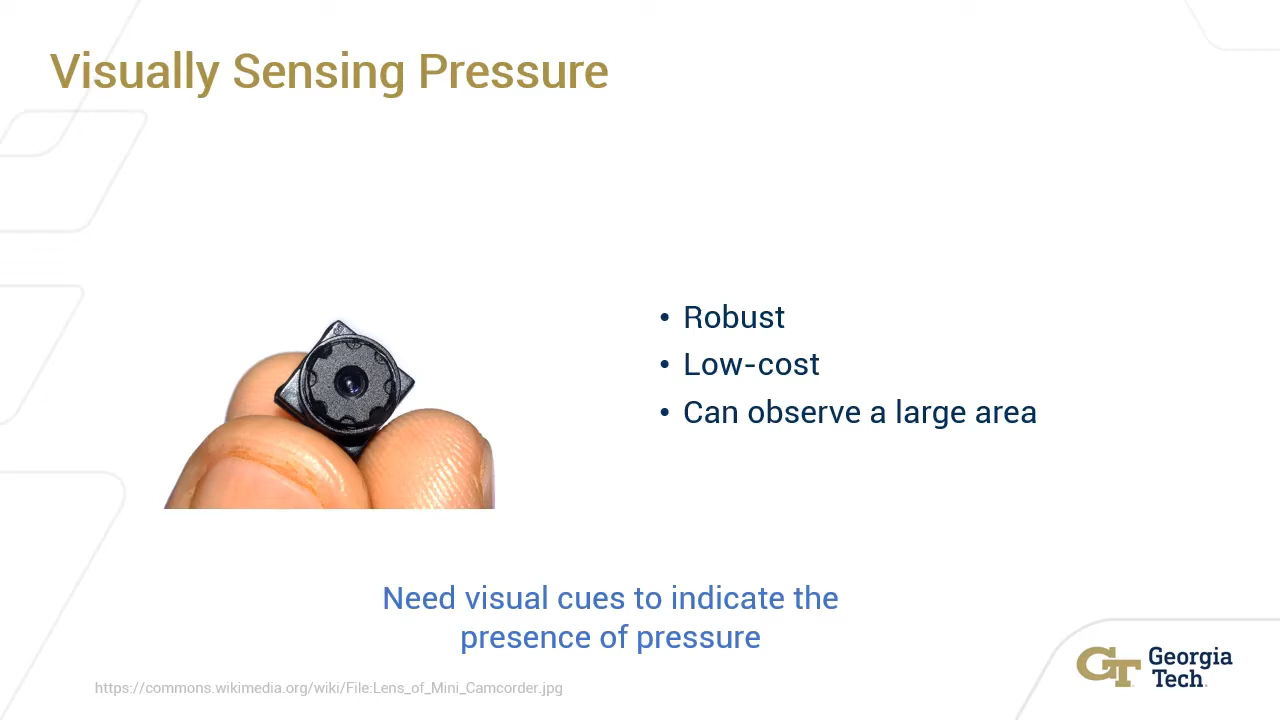 Visually Sensing Pressure
• Robust
• Low-cost
• Can observe a large area
Need visual cues to indicate the
presence of pressure
https://commons.wikimedia.org/wiki/File:Lens_of_Mini_Camcorder.jpg
GT Georgia
Tech.